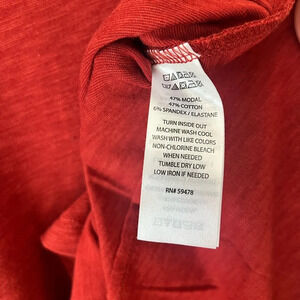 47% MODAL
47% COTTON
6% SPANDEX / ELASTANE
TURN INSIDE OUT
MACHINE WASH COOL
WASH WITH LIKE COLORS
NON-CHLORINE BLEACH
WHEN NEEDED
TUMBLE DRY LOW
LOW IRON IF NEEDED
RN# 59478